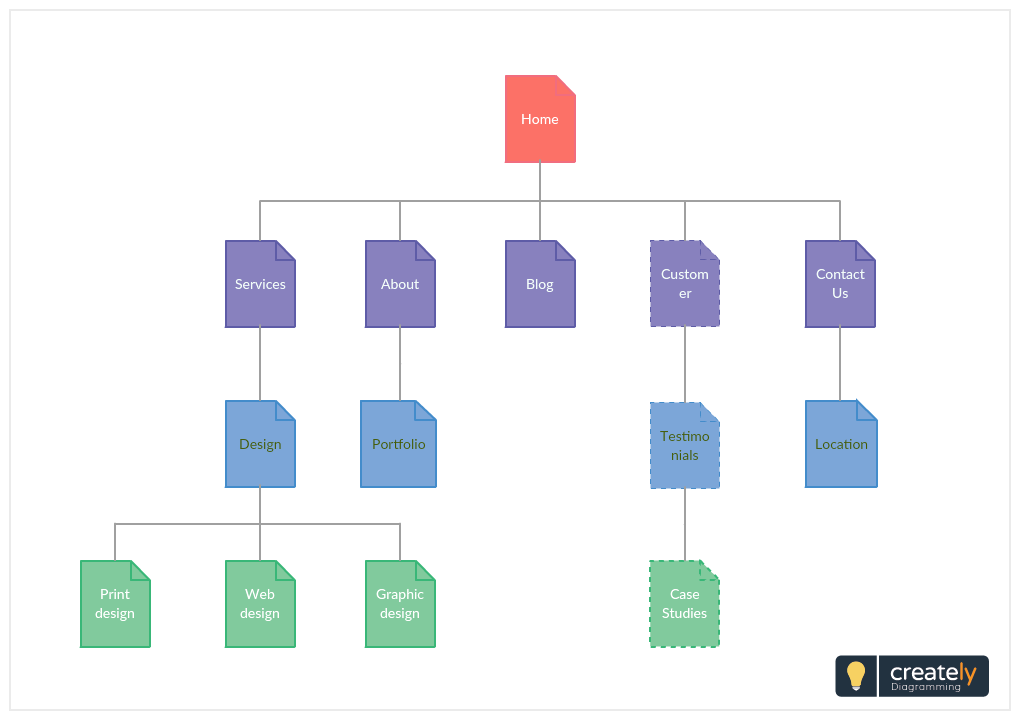 Home
Services
About
Blog
Custom
er
Contact
Us
Design
Portfolio
Testimo
nials
Location
Print
design
Web
design
Graphic
design
Case
Studies
creately
Diagramming